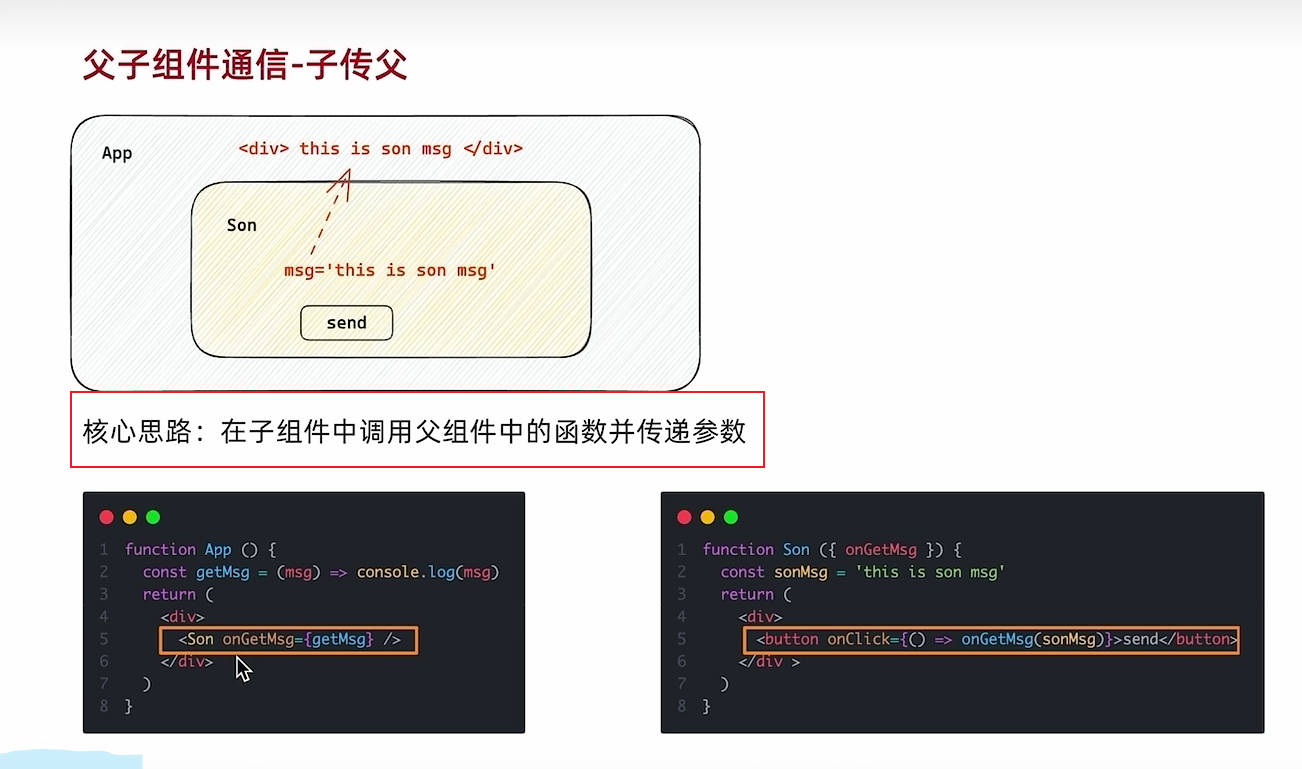 父子组件通信-子传父
App
<div> this is son msg </div>
Son
msg='this is son msg'
send
核心思路：在子组件中调用父组件中的函数并传递参数
1 function App () {
2   const getMsg = (msg) => console.log(msg)
3   return (
4     <div>
5       <Son onGetMsg={getMsg} />
6     </div>
7   )
8 }
1 function Son ({ onGetMsg }) {
2   const sonMsg = 'this is son msg'
3   return (
4     <div>
5       <button onClick={() => onGetMsg(sonMsg)}>send</button>
6     </div >
7   )
8 }